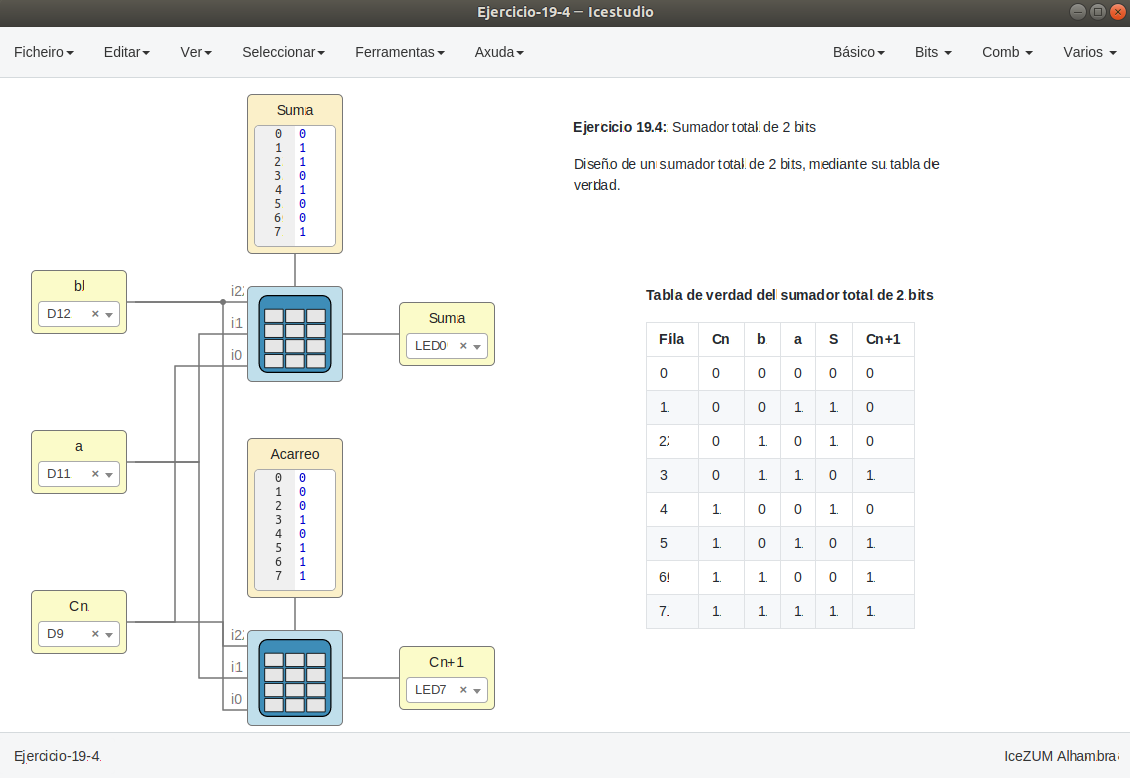 Ejercicio-19-4 — Icestudio
Ficheiro Editar Ver Seleccionar Ferramentas Axuda Básico Bits Comb Varios
Suma
0 0
1 1
2 1
3 0
4 1
5 0
6 0
7 1
Ejercicio 19.4: Sumador total de 2 bits
Diseño de un sumador total de 2 bits, mediante su tabla de
verdad.
b
D12 ×
i2
i1
i0
Suma
LED0 ×
a
D11 ×
Acarreo
0 0
1 0
2 0
3 1
4 0
5 1
6 1
7 1
Cn
D9 ×
i2
i1
i0
Cn+1
LED7 ×
Tabla de verdad del sumador total de 2 bits
Fila Cn b a S Cn+1
0 0 0 0 0 0
1 0 0 1 1 0
2 0 1 0 1 0
3 0 1 1 0 1
4 1 0 0 1 0
5 1 0 1 0 1
6 1 1 0 0 1
7 1 1 1 1 1
Ejercicio-19-4 IceZUM Alhambra